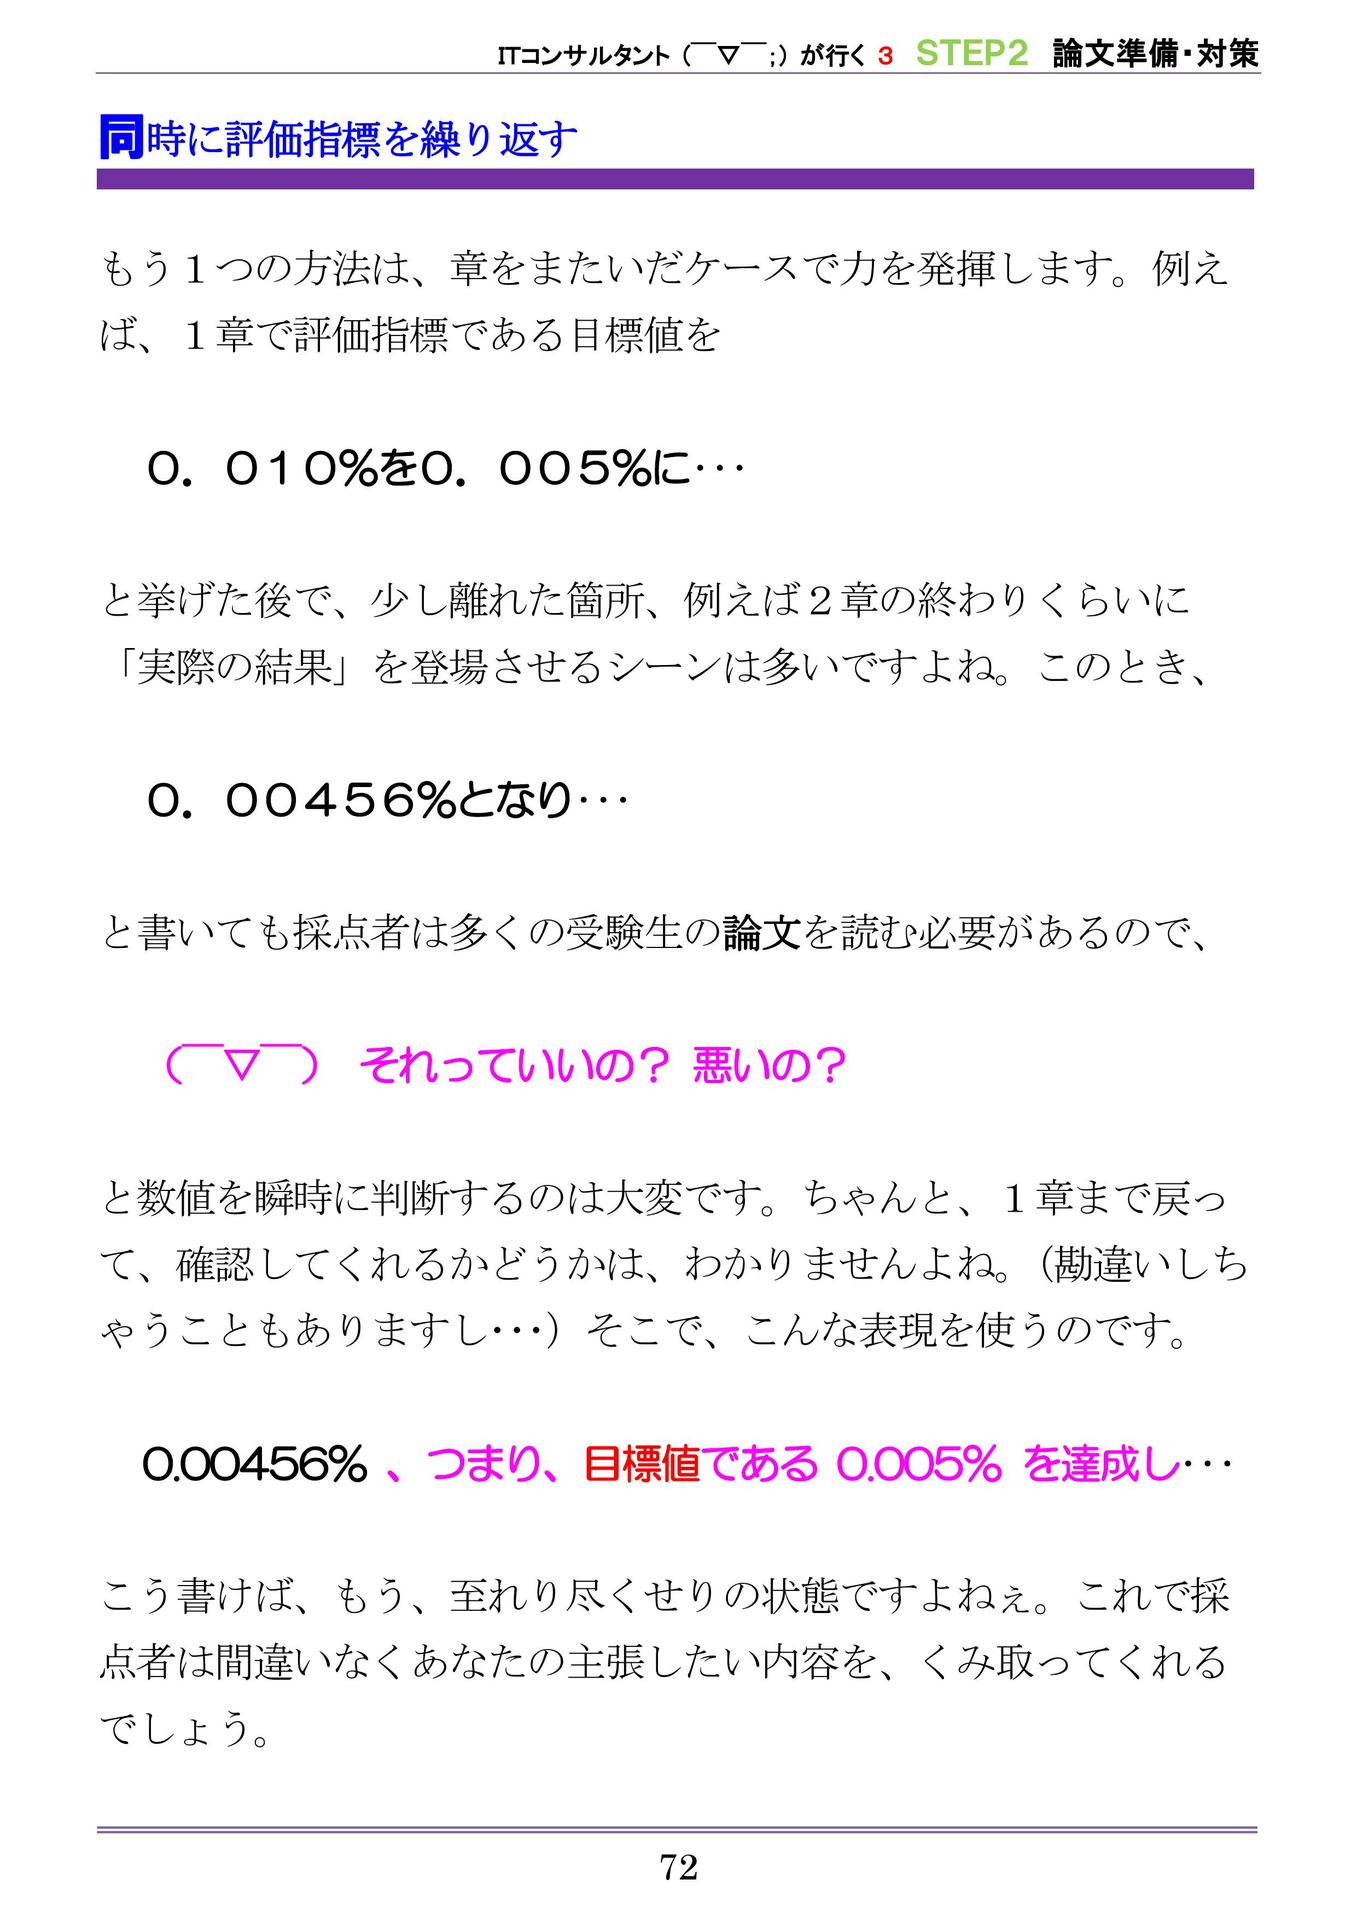 ITコンサルタント（￣▽￣；）が行く 3 STEP2 論文準備・対策
同時に評価指標を繰り返す
もう１つの方法は、章をまたいだケースで力を発揮します。例え
ば、１章で評価指標である目標値を
０．０１０％を０．００５％に・・・
と挙げた後で、少し離れた箇所、例えば２章の終わりくらいに
「実際の結果」を登場させるシーンは多いですよね。このとき、
０．００４５６％となり・・・
と書いても採点者は多くの受験生の論文を読む必要があるので、
（￣▽￣） それっていいの？ 悪いの？
と数値を瞬時に判断するのは大変です。ちゃんと、１章まで戻っ
て、確認してくれるかどうかは、わかりませんよね。（勘違いしち
ゃうこともありますし・・・）そこで、こんな表現を使うのです。
0.00456% 、つまり、目標値である 0.005% を達成し・・・
こう書けば、もう、至れり尽くせりの状態ですよねぇ。これで採
点者は間違いなくあなたの主張したい内容を、くみ取ってくれる
でしょう。
72